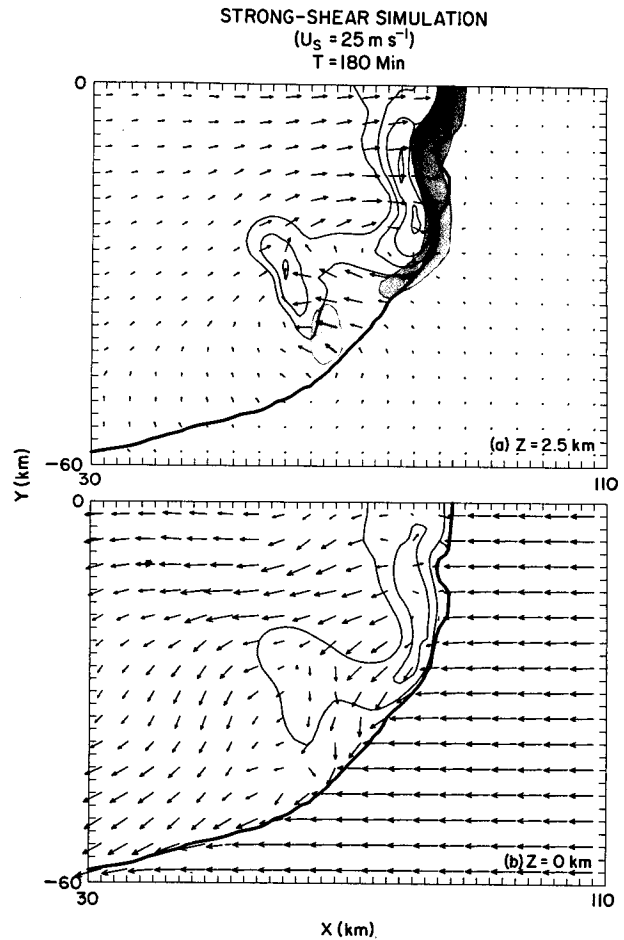 STRONG-SHEAR SIMULATION
(U_S = 25 m s⁻¹)
T = 180 Min
0
(a) Z = 2.5 km
-60
30
110
Y (km)
0
(b) Z = 0 km
-60
30
110
X (km)